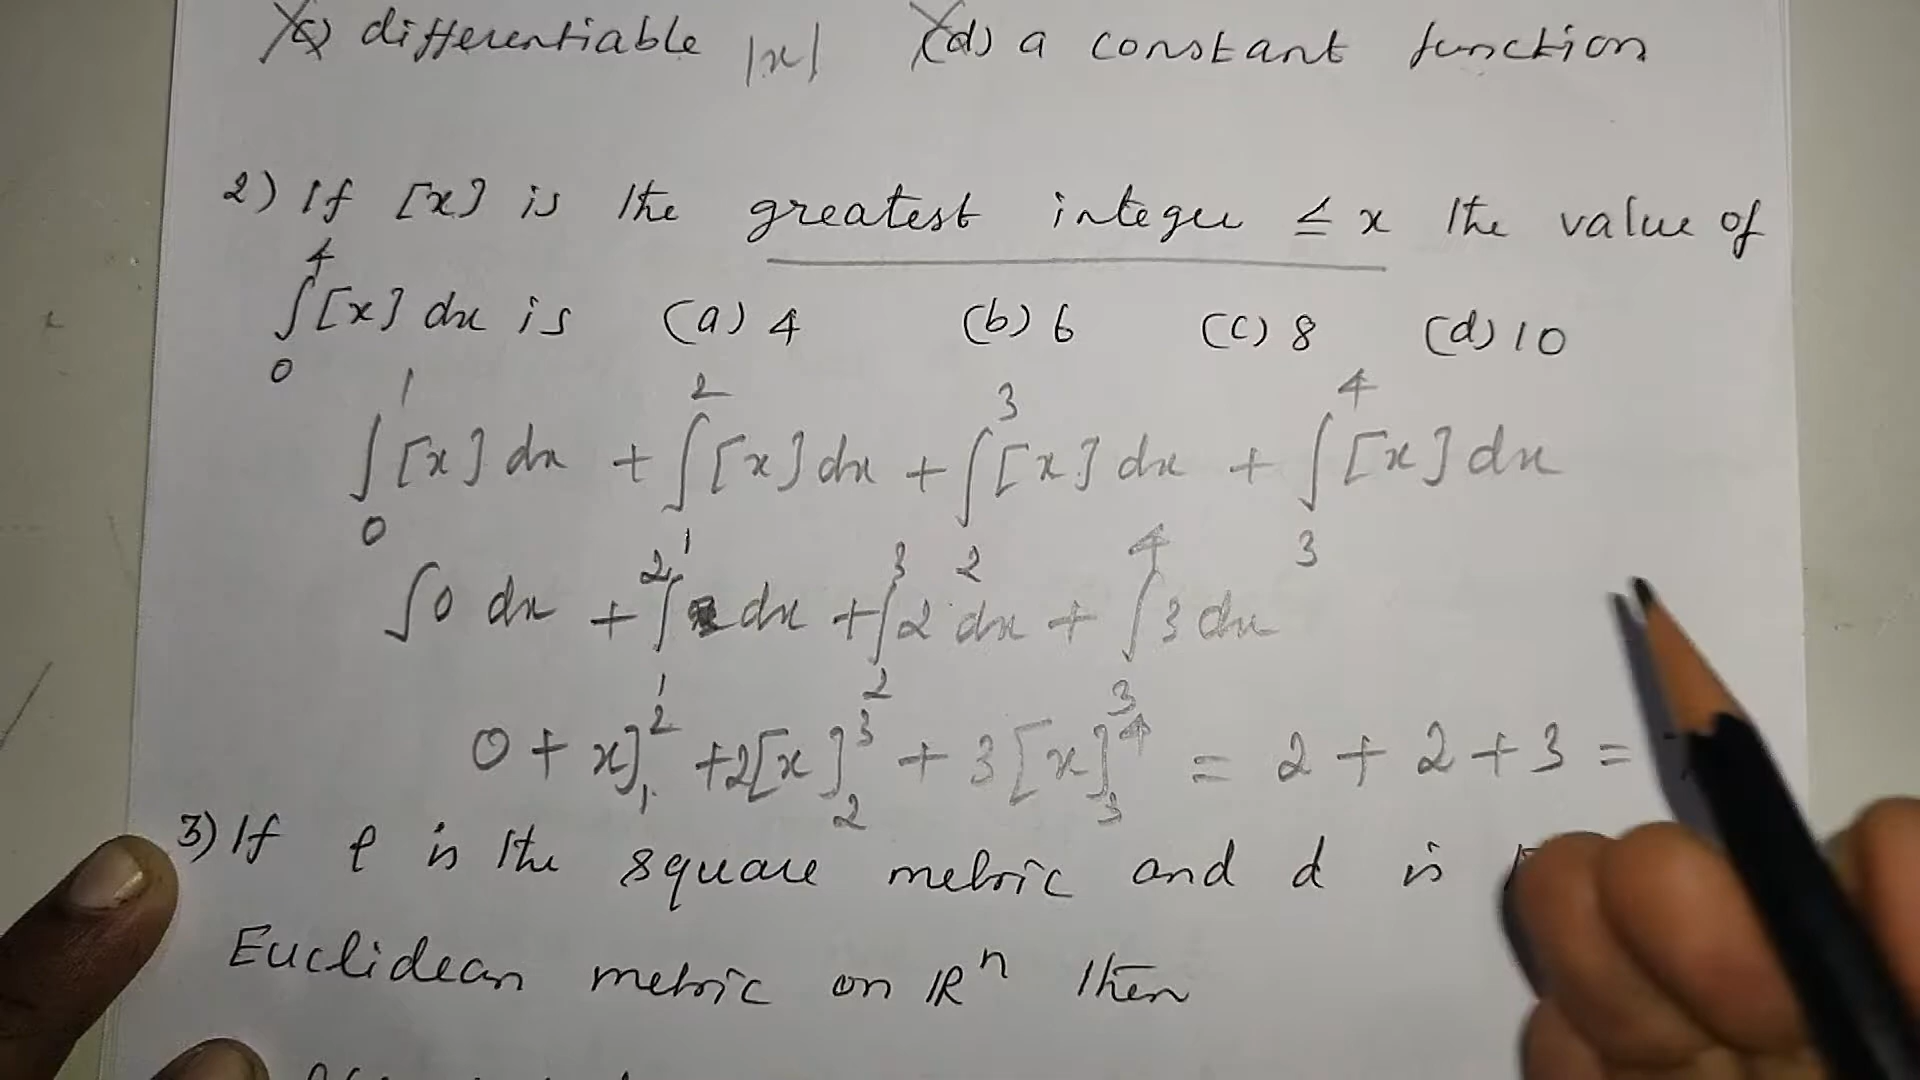 (c) differentiable |x| (d) a constant function
2) If [x] is the greatest integer ≤ x the value of
∫₀⁴ [x] dx is (a) 4 (b) 6 (c) 8 (d) 10
∫₀¹ [x] dx + ∫₁² [x] dx + ∫₂³ [x] dx + ∫₃⁴ [x] dx
∫ 0 dx + ∫₁² dx + ∫₂³ 2 dx + ∫₃⁴ 3 dx
0 + x]₁² + 2[x]₂³ + 3[x]₃⁴ = 2 + 2 + 3 =
3) If ρ is the square metric and d is
Euclidean metric on ℝⁿ then